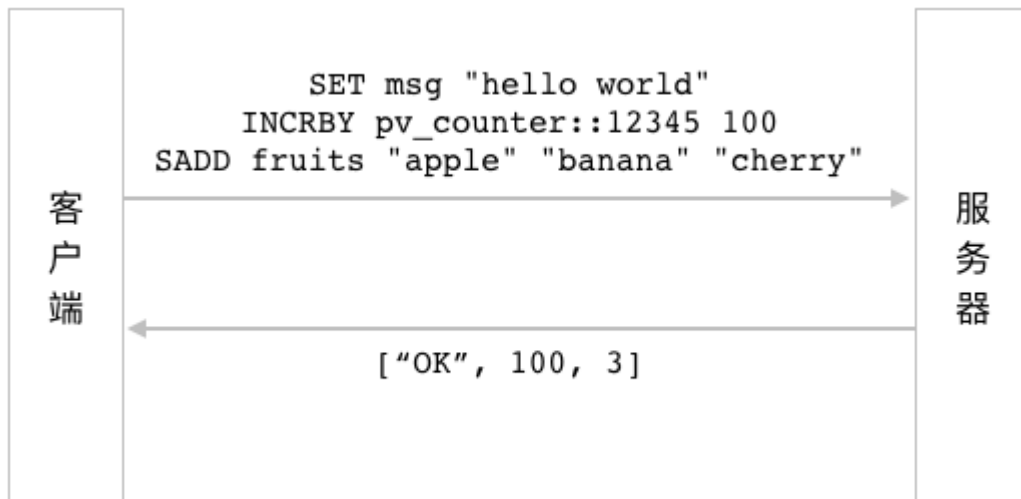 SET msg "hello world"
INCRBY pv_counter::12345 100
SADD fruits "apple" "banana" "cherry"
客户端
服务器
["OK", 100, 3]